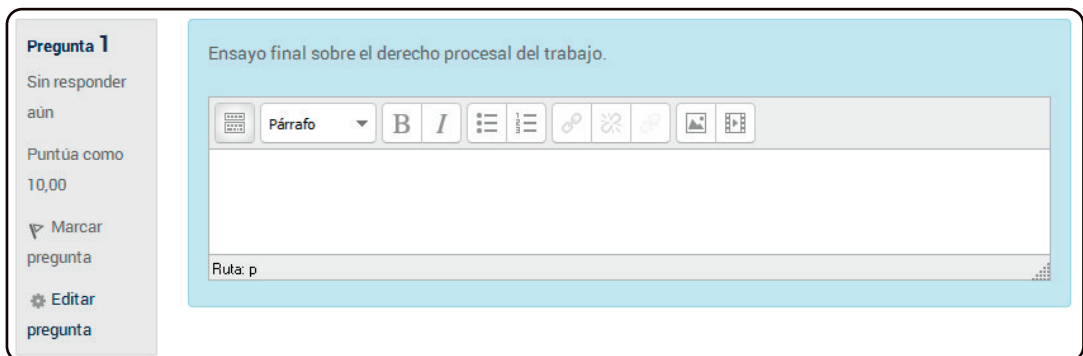 Pregunta 1
Sin responder
aún
Puntúa como
10,00
Marcar
pregunta
Editar
pregunta
Ensayo final sobre el derecho procesal del trabajo.
Párrafo
B I
Ruta: p